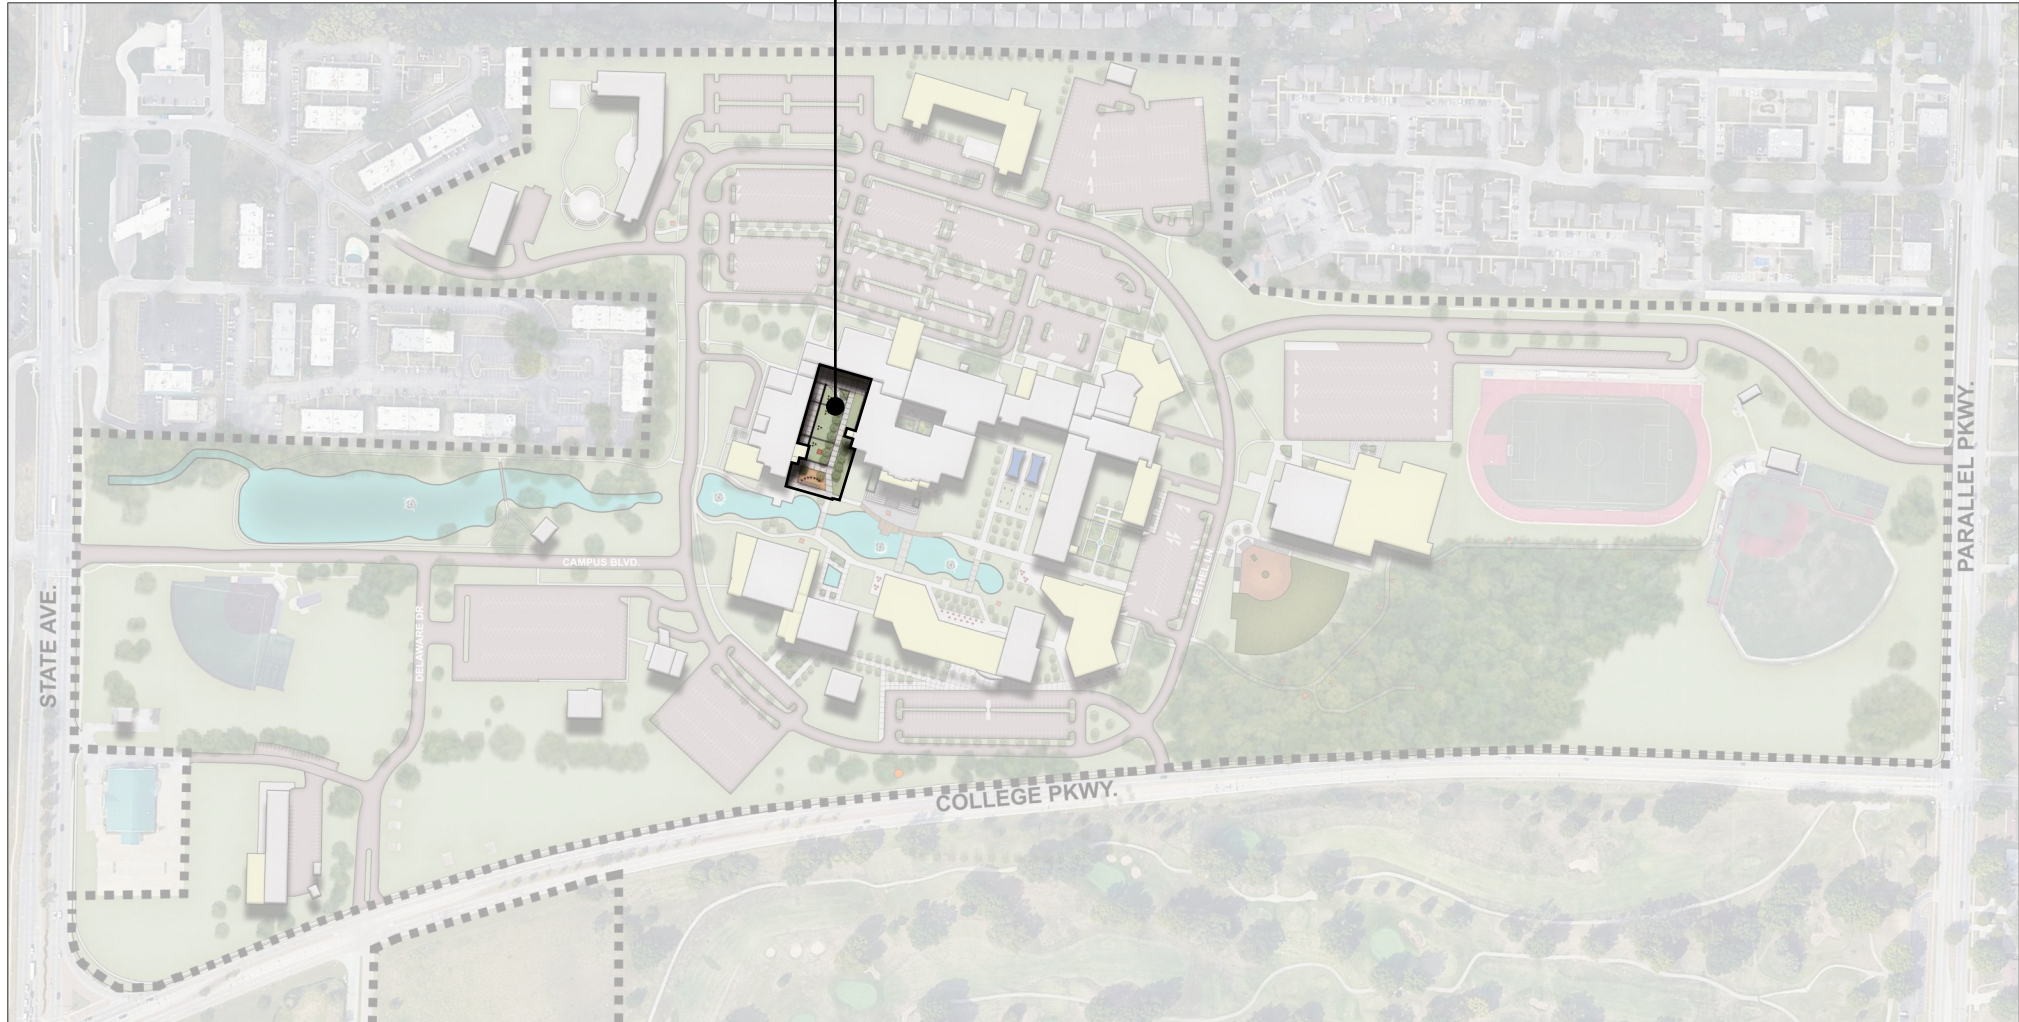 PARALLEL PKWY.
CAMPUS BLVD.
BETHEL LN
STATE AVE.
DELAWARE DR
COLLEGE PKWY.